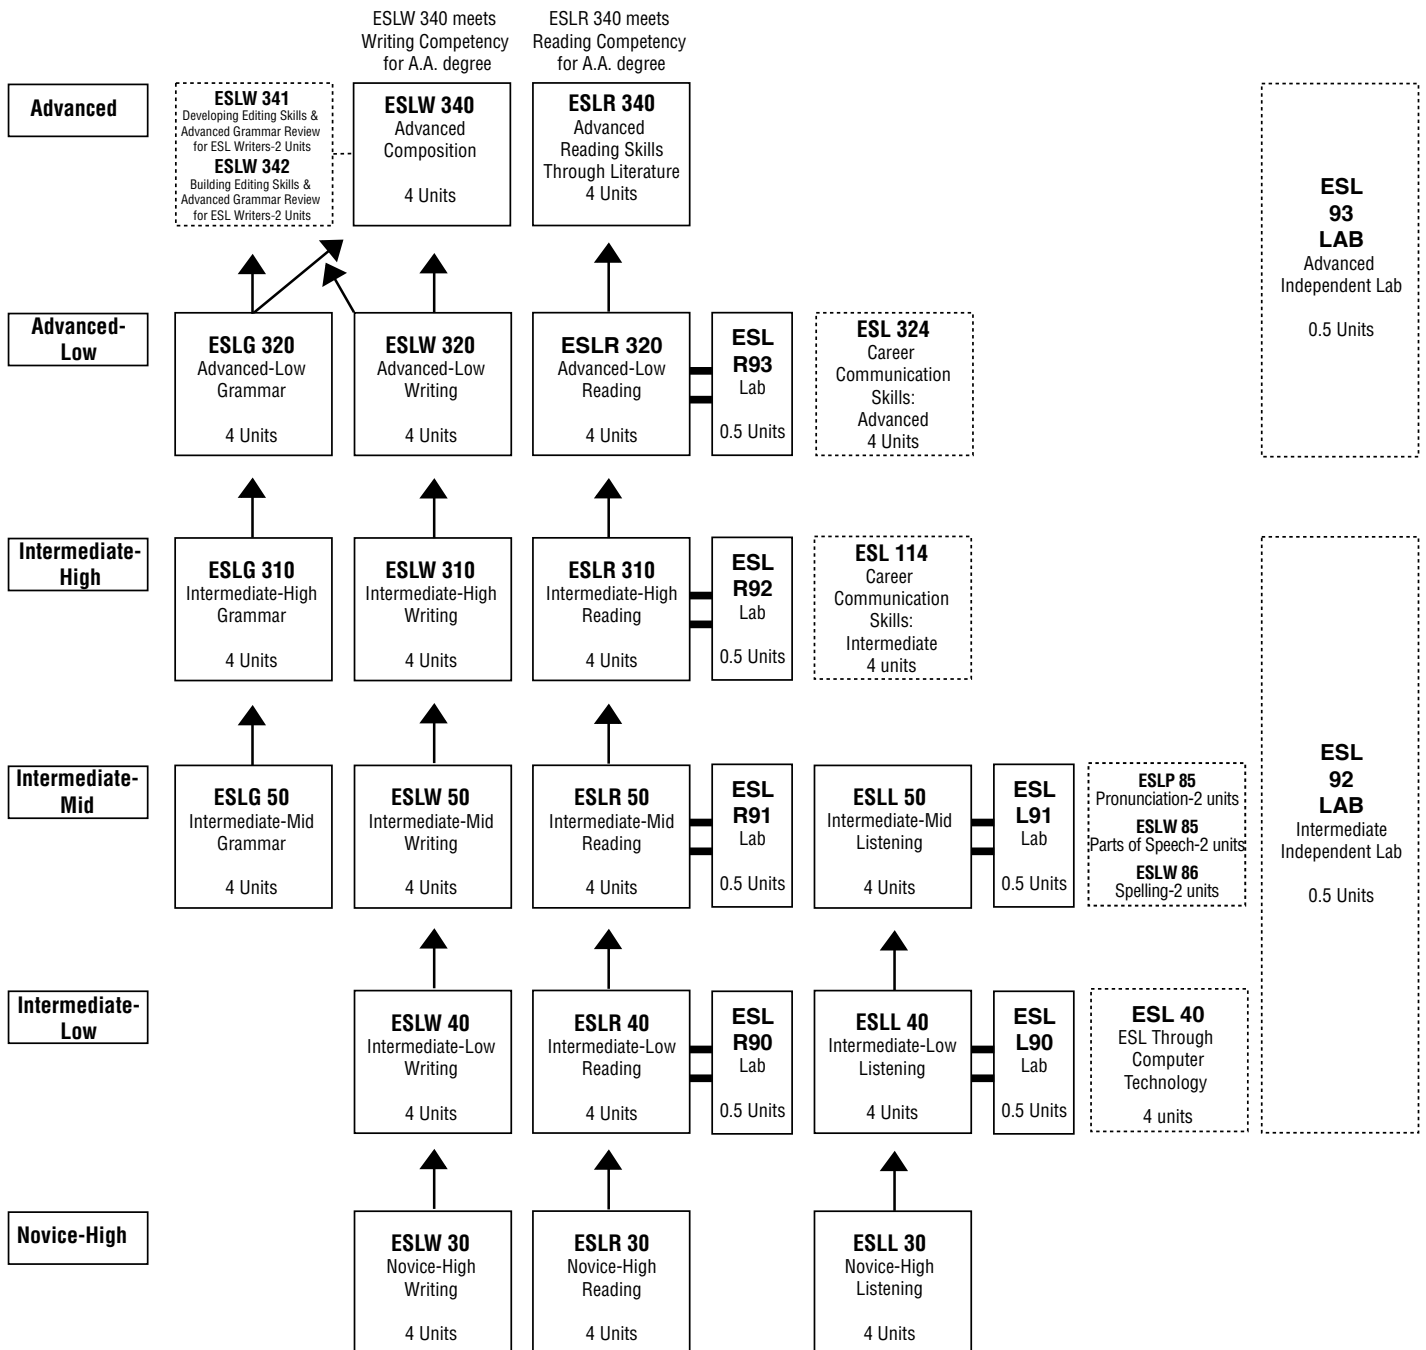 ESLW 340 meets
Writing Competency
for A.A. degree
ESLR 340 meets
Reading Competency
for A.A. degree
Advanced
ESLW 341
Developing Editing Skills &
Advanced Grammar Review
for ESL Writers-2 Units
ESLW 342
Building Editing Skills &
Advanced Grammar Review
for ESL Writers-2 Units
ESLW 340
Advanced
Composition
4 Units
ESLR 340
Advanced
Reading Skills
Through Literature
4 Units
ESL
93
LAB
Advanced
Independent Lab
0.5 Units
Advanced-
Low
ESLG 320
Advanced-Low
Grammar
4 Units
ESLW 320
Advanced-Low
Writing
4 Units
ESLR 320
Advanced-Low
Reading
4 Units
ESL
R93
Lab
0.5 Units
ESL 324
Career
Communication
Skills:
Advanced
4 Units
Intermediate-
High
ESLG 310
Intermediate-High
Grammar
4 Units
ESLW 310
Intermediate-High
Writing
4 Units
ESLR 310
Intermediate-High
Reading
4 Units
ESL
R92
Lab
0.5 Units
ESL 114
Career
Communication
Skills:
Intermediate
4 units
ESL
92
LAB
Intermediate
Independent Lab
0.5 Units
Intermediate-
Mid
ESLG 50
Intermediate-Mid
Grammar
4 Units
ESLW 50
Intermediate-Mid
Writing
4 Units
ESLR 50
Intermediate-Mid
Reading
4 Units
ESL
R91
Lab
0.5 Units
ESLL 50
Intermediate-Mid
Listening
4 Units
ESL
L91
Lab
0.5 Units
ESLP 85
Pronunciation-2 units
ESLW 85
Parts of Speech-2 units
ESLW 86
Spelling-2 units
Intermediate-
Low
ESLW 40
Intermediate-Low
Writing
4 Units
ESLR 40
Intermediate-Low
Reading
4 Units
ESL
R90
Lab
0.5 Units
ESLL 40
Intermediate-Low
Listening
4 Units
ESL
L90
Lab
0.5 Units
ESL 40
ESL Through
Computer
Technology
4 units
Novice-High
ESLW 30
Novice-High
Writing
4 Units
ESLR 30
Novice-High
Reading
4 Units
ESLL 30
Novice-High
Listening
4 Units